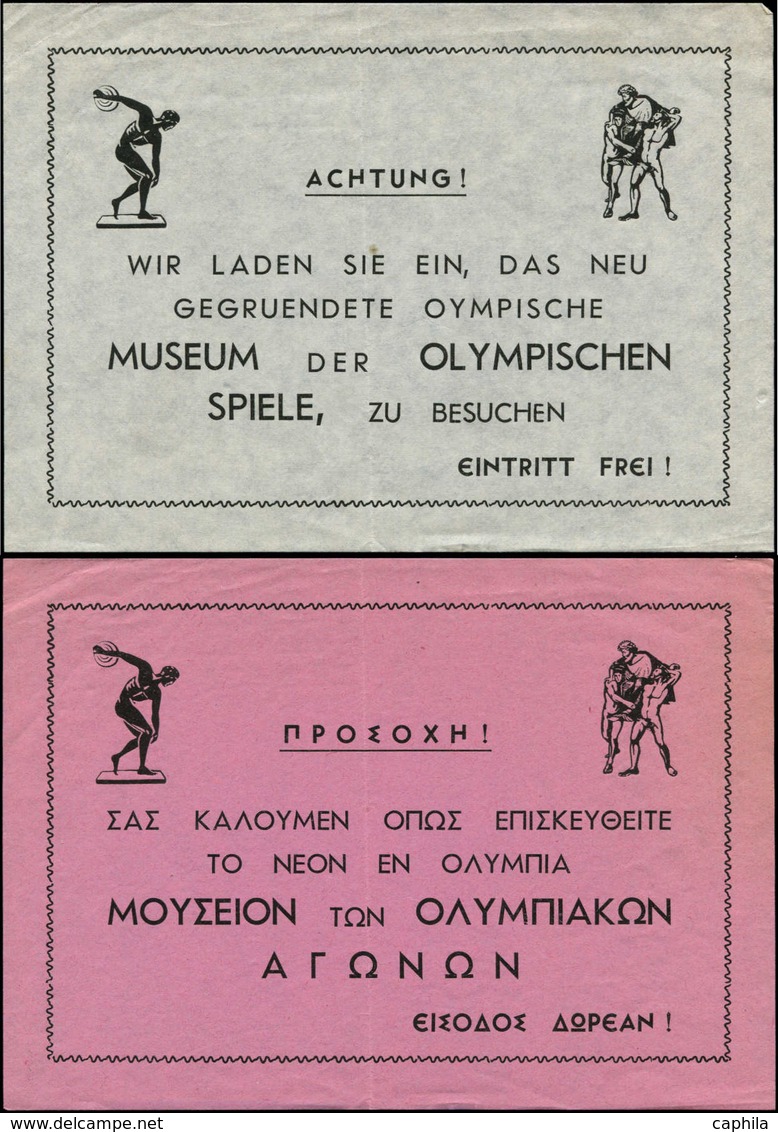 ACHTUNG!
WIR LADEN SIE EIN, DAS NEU
GEGRUENDETE OYMPISCHE
MUSEUM DER OLYMPISCHEN
SPIELE, ZU BESUCHEN
EINTRITT FREI!
ΠΡΟΣΟΧΗ!
ΣΑΣ ΚΑΛΟΥΜΕΝ ΟΠΩΣ ΕΠΙΣΚΕΥΘΕΙΤΕ
ΤΟ ΝΕΟΝ ΕΝ ΟΛΥΜΠΙΑ
ΜΟΥΣΕΙΟΝ ΤΩΝ ΟΛΥΜΠΙΑΚΩΝ
ΑΓΩΝΩΝ
ΕΙΣΟΔΟΣ ΔΩΡΕΑΝ!
www.delcampe.net
caphila